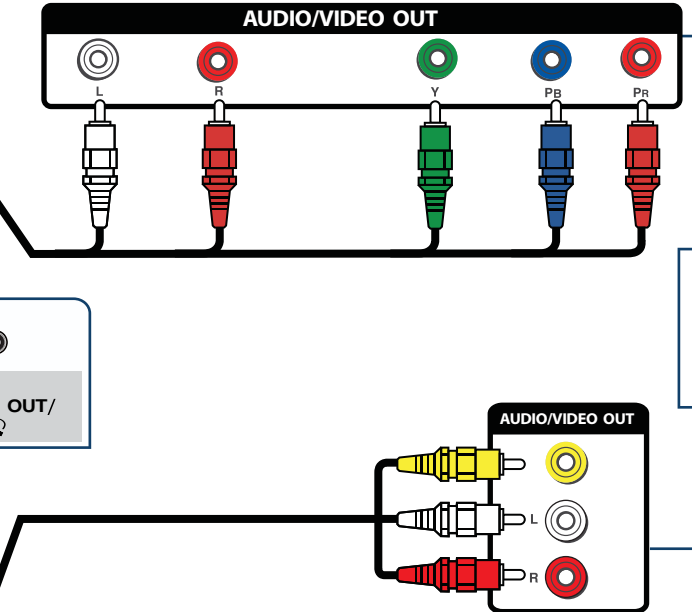 AUDIO/VIDEO OUT
L R Y PB PR
OUT/
AUDIO/VIDEO OUT
L
R